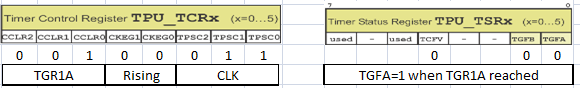 Timer Control Register TPU_TCRx (x=0...5)
CCLR2 CCLR1 CCLR0 CKEG1 CKEG0 TPSC2 TPSC1 TPSC0
0 0 1 0 0 0 1 1
TGR1A Rising CLK
7 0
Timer Status Register TPU_TSRx (x=0...5)
used - - TCFV - - TGFB TGFA
0 0 0
TGFA=1 when TGR1A reached